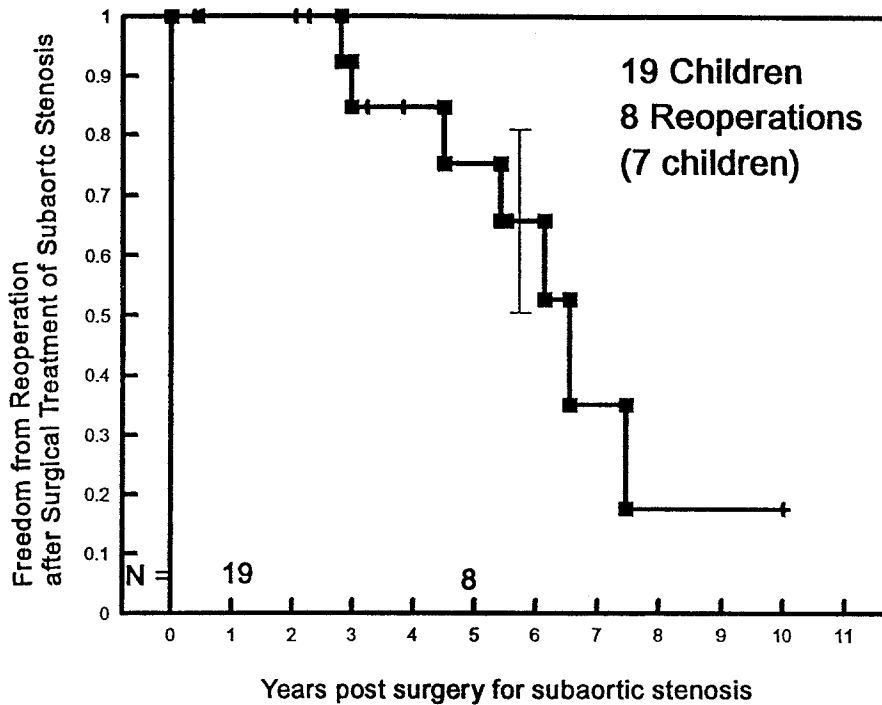 Freedom from Reoperation
after Surgical Treatment of Subaortc Stenosis
1
0.9
0.8
0.7
0.6
0.5
0.4
0.3
0.2
0.1
0
19 Children
8 Reoperations
(7 children)
N = 19 8
0 1 2 3 4 5 6 7 8 9 10 11
Years post surgery for subaortic stenosis